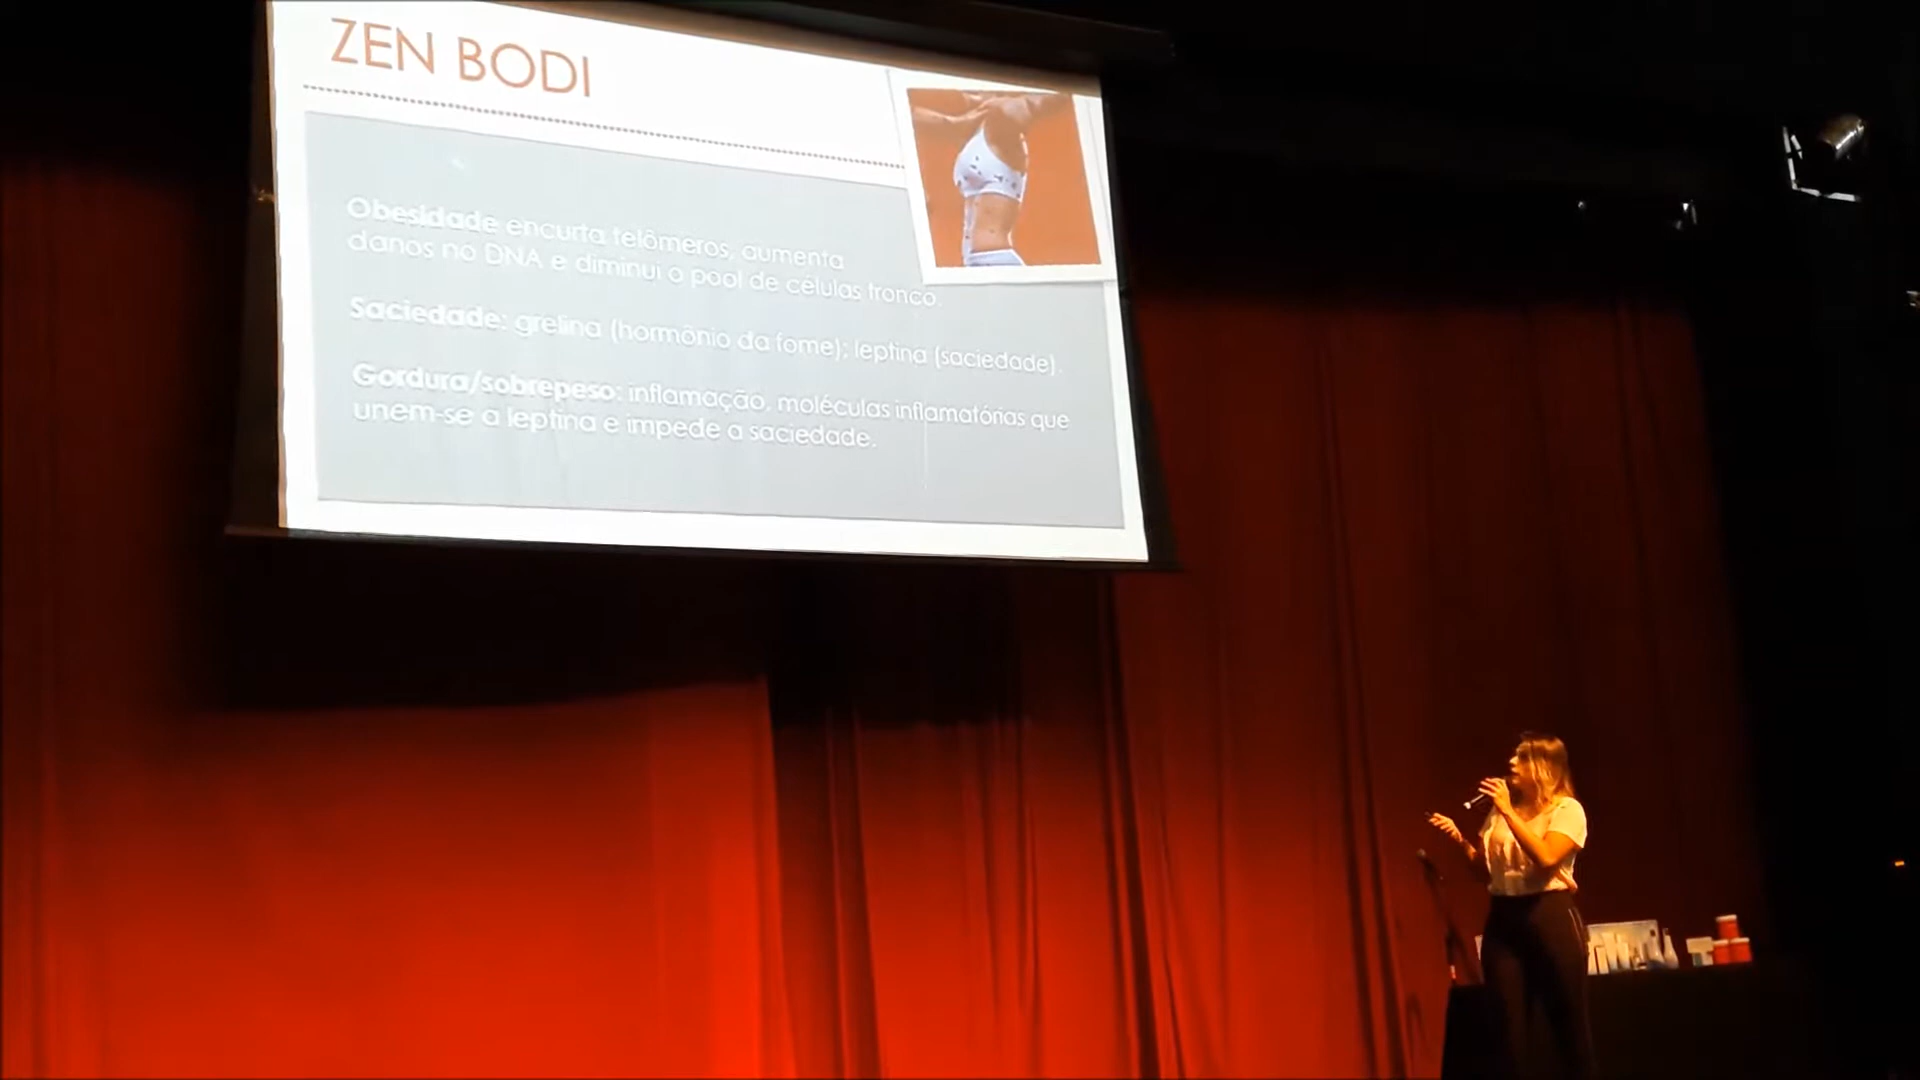 ZEN BODI
Obesidade encurta telômeros, aumenta
danos no DNA e diminui o pool de células tronco.
Saciedade: grelina (hormônio da fome); leptina (saciedade).
Gordura/sobrepeso: inflamação, moléculas inflamatórias que
unem-se a leptina e impede a saciedade.